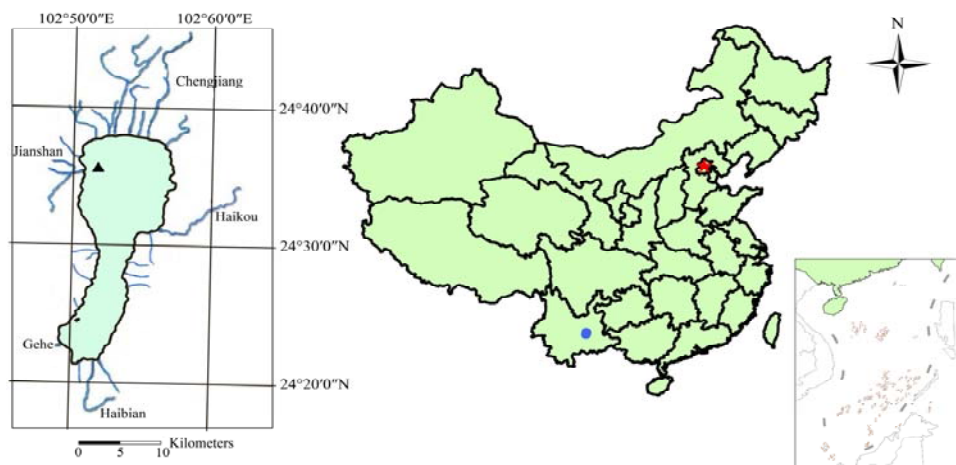 102°50′0″E 102°60′0″E
N
Chengjiang
24°40′0″N
Jianshan
Haikou
24°30′0″N
Gehe
24°20′0″N
Haibian
Kilometers
0 5 10